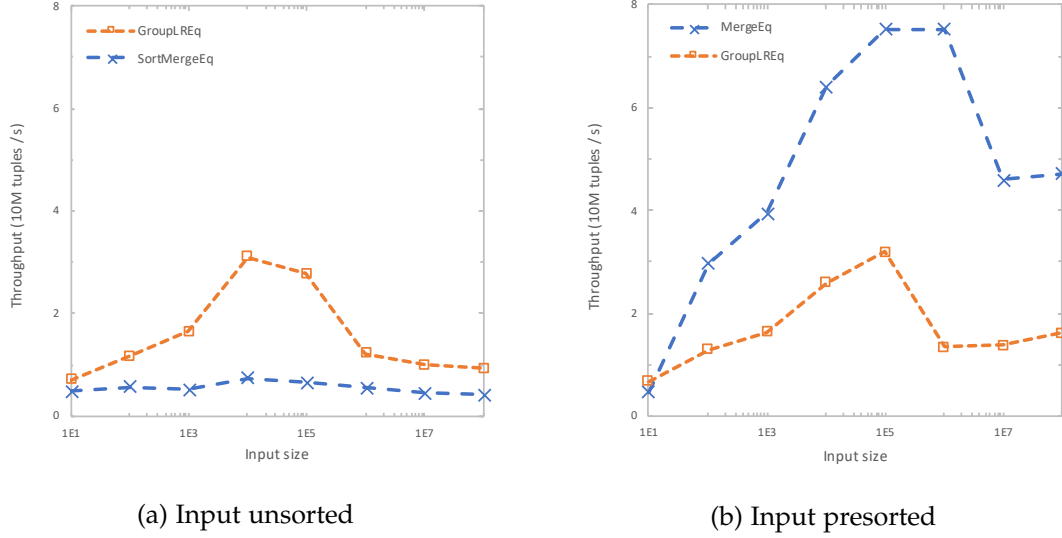 8
6
4
2
0
Throughput (10M tuples / s)
GroupLREq
SortMergeEq
1E1
1E3
1E5
1E7
Input size
(a) Input unsorted
8
6
4
2
0
Throughput (10M tuples / s)
MergeEq
GroupLREq
1E1
1E3
1E5
1E7
Input size
(b) Input presorted